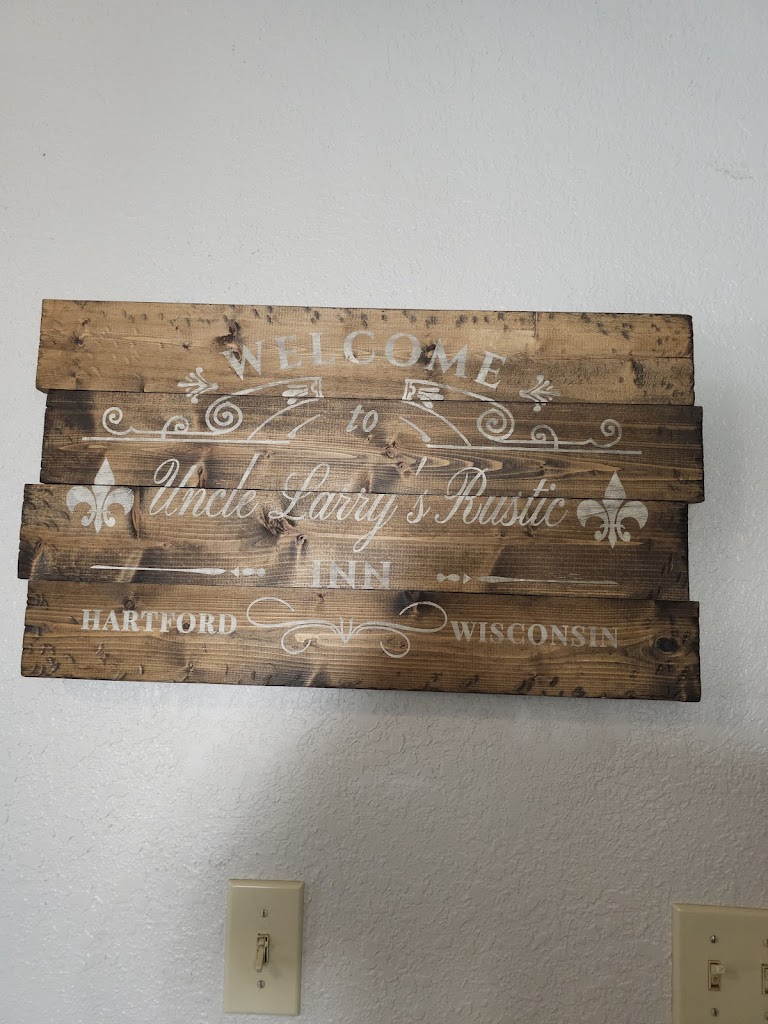 WELCOME
to
Uncle Larry's Rustic
INN
HARTFORD WISCONSIN